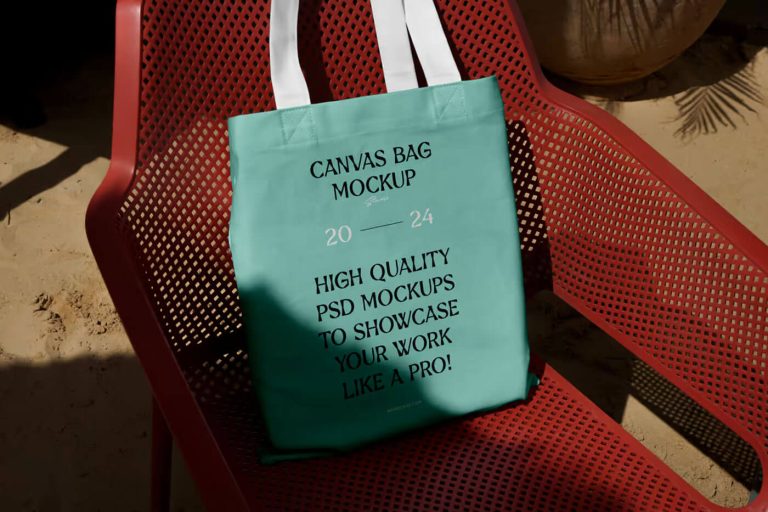 CANVAS BAG
MOCKUP
20 — 24
HIGH QUALITY
PSD MOCKUPS
TO SHOWCASE
YOUR WORK
LIKE A PRO!